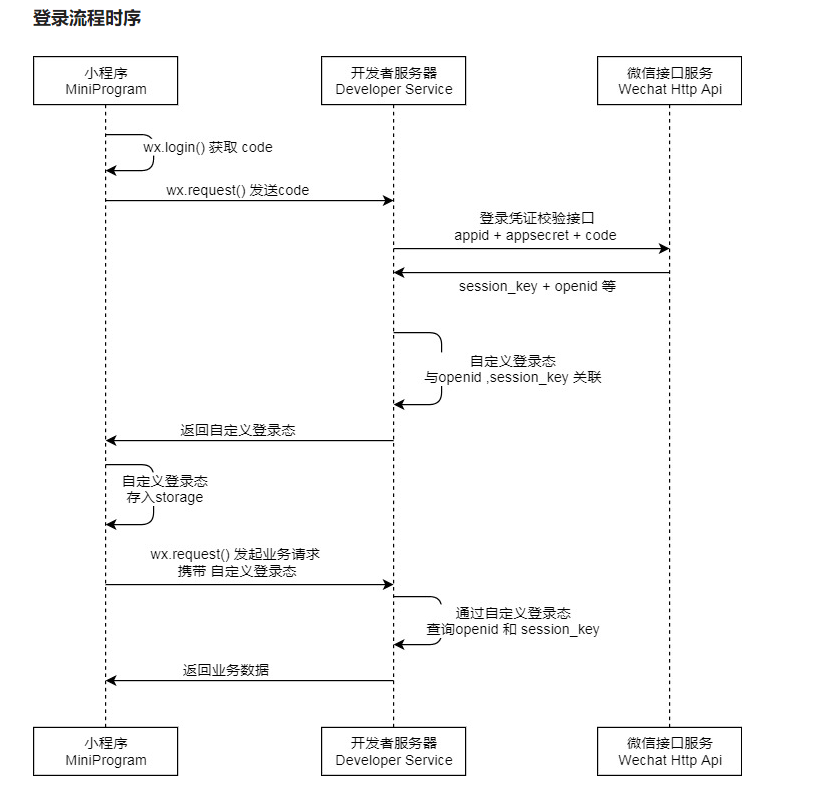 登录流程时序
小程序
MiniProgram
开发者服务器
Developer Service
微信接口服务
Wechat Http Api
wx.login() 获取 code
wx.request() 发送code
登录凭证校验接口
appid + appsecret + code
session_key + openid 等
自定义登录态
与openid ,session_key 关联
返回自定义登录态
自定义登录态
存入storage
wx.request() 发起业务请求
携带 自定义登录态
通过自定义登录态
查询openid 和 session_key
返回业务数据
小程序
MiniProgram
开发者服务器
Developer Service
微信接口服务
Wechat Http Api